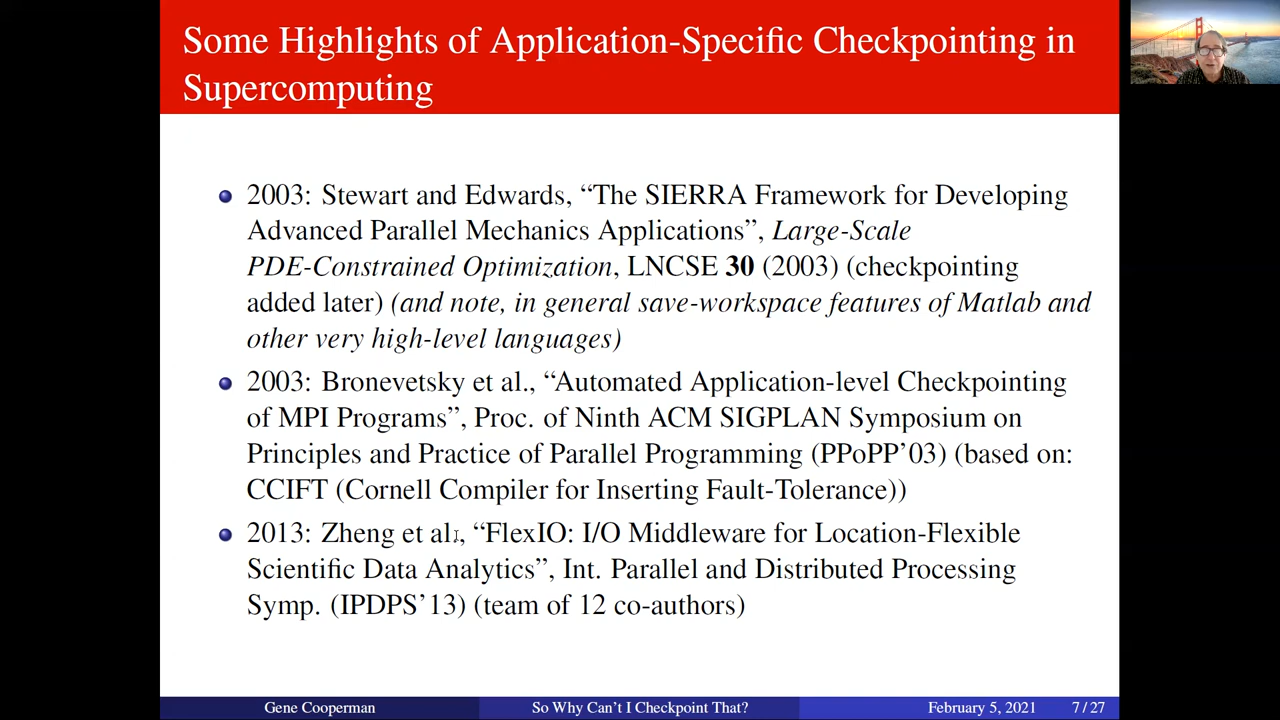 Some Highlights of Application-Specific Checkpointing in
Supercomputing
2003: Stewart and Edwards, “The SIERRA Framework for Developing
Advanced Parallel Mechanics Applications”, Large-Scale
PDE-Constrained Optimization, LNCSE 30 (2003) (checkpointing
added later) (and note, in general save-workspace features of Matlab and
other very high-level languages)
2003: Bronevetsky et al., “Automated Application-level Checkpointing
of MPI Programs”, Proc. of Ninth ACM SIGPLAN Symposium on
Principles and Practice of Parallel Programming (PPoPP’03) (based on:
CCIFT (Cornell Compiler for Inserting Fault-Tolerance))
2013: Zheng et al., “FlexIO: I/O Middleware for Location-Flexible
Scientific Data Analytics”, Int. Parallel and Distributed Processing
Symp. (IPDPS’13) (team of 12 co-authors)
Gene Cooperman So Why Can’t I Checkpoint That? February 5, 2021 7 / 27